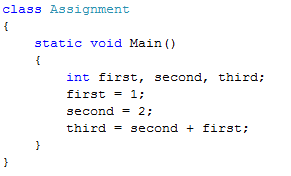 class Assignment
{
    static void Main()
    {
        int first, second, third;
        first = 1;
        second = 2;
        third = second + first;
    }
}